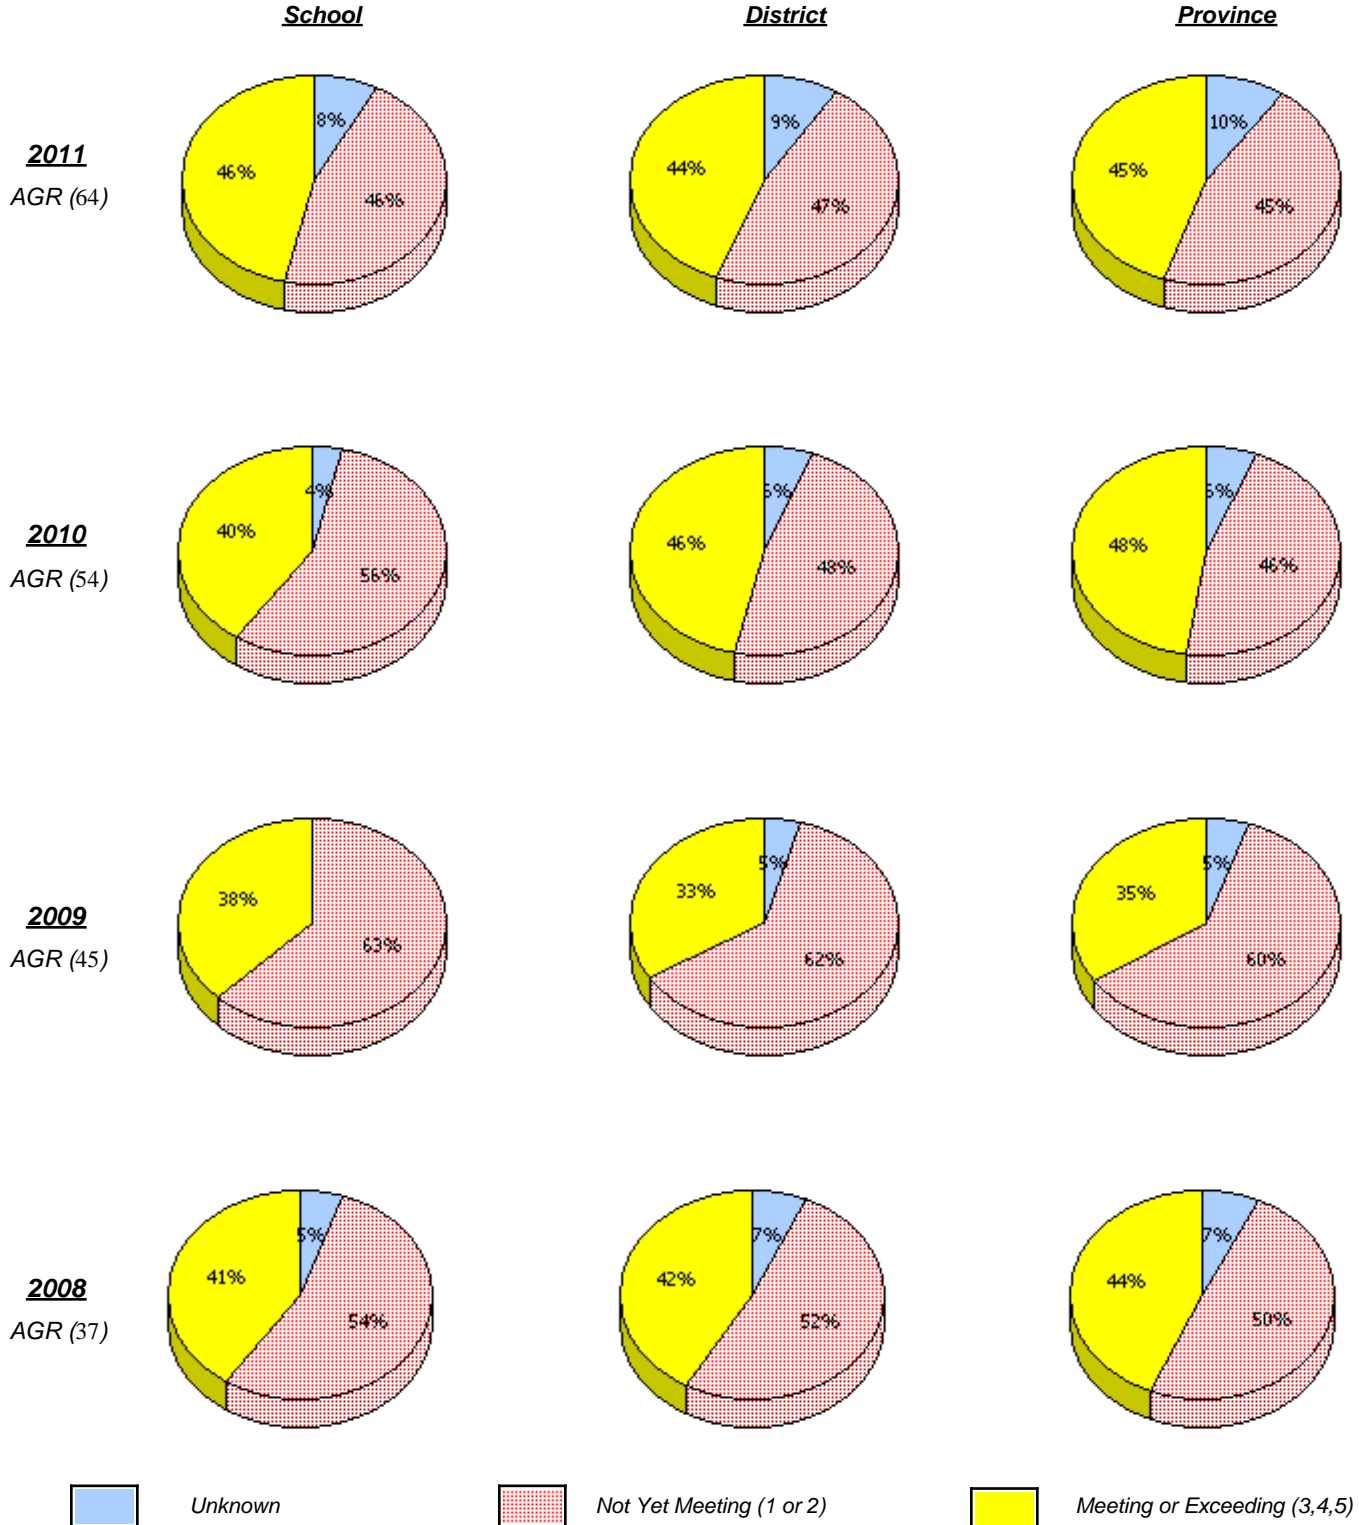 School District Province
8% 9% 10%
2011
46% 44% 45%
AGR (64)
46% 47% 45%
4% 6% 6%
2010
40% 46% 48%
AGR (54)
56% 48% 46%
5% 5%
2009
38% 33% 35%
AGR (45)
63% 62% 60%
5% 7% 7%
2008
41% 42% 44%
AGR (37)
54% 52% 50%
Unknown
Not Yet Meeting (1 or 2)
Meeting or Exceeding (3,4,5)